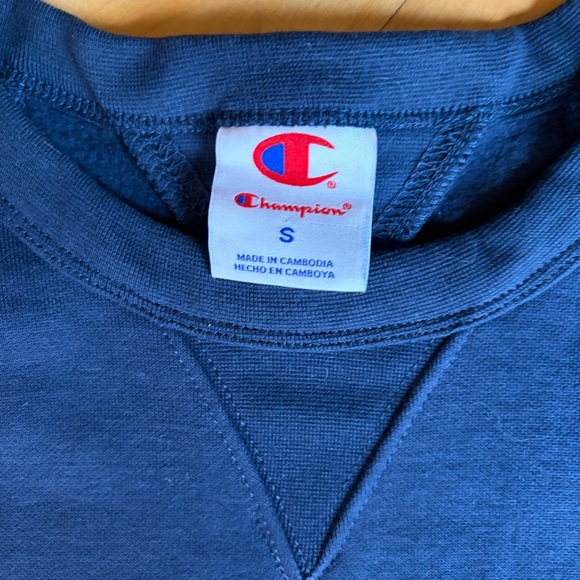 Champion®
S
MADE IN CAMBODIA
HECHO EN CAMBOYA